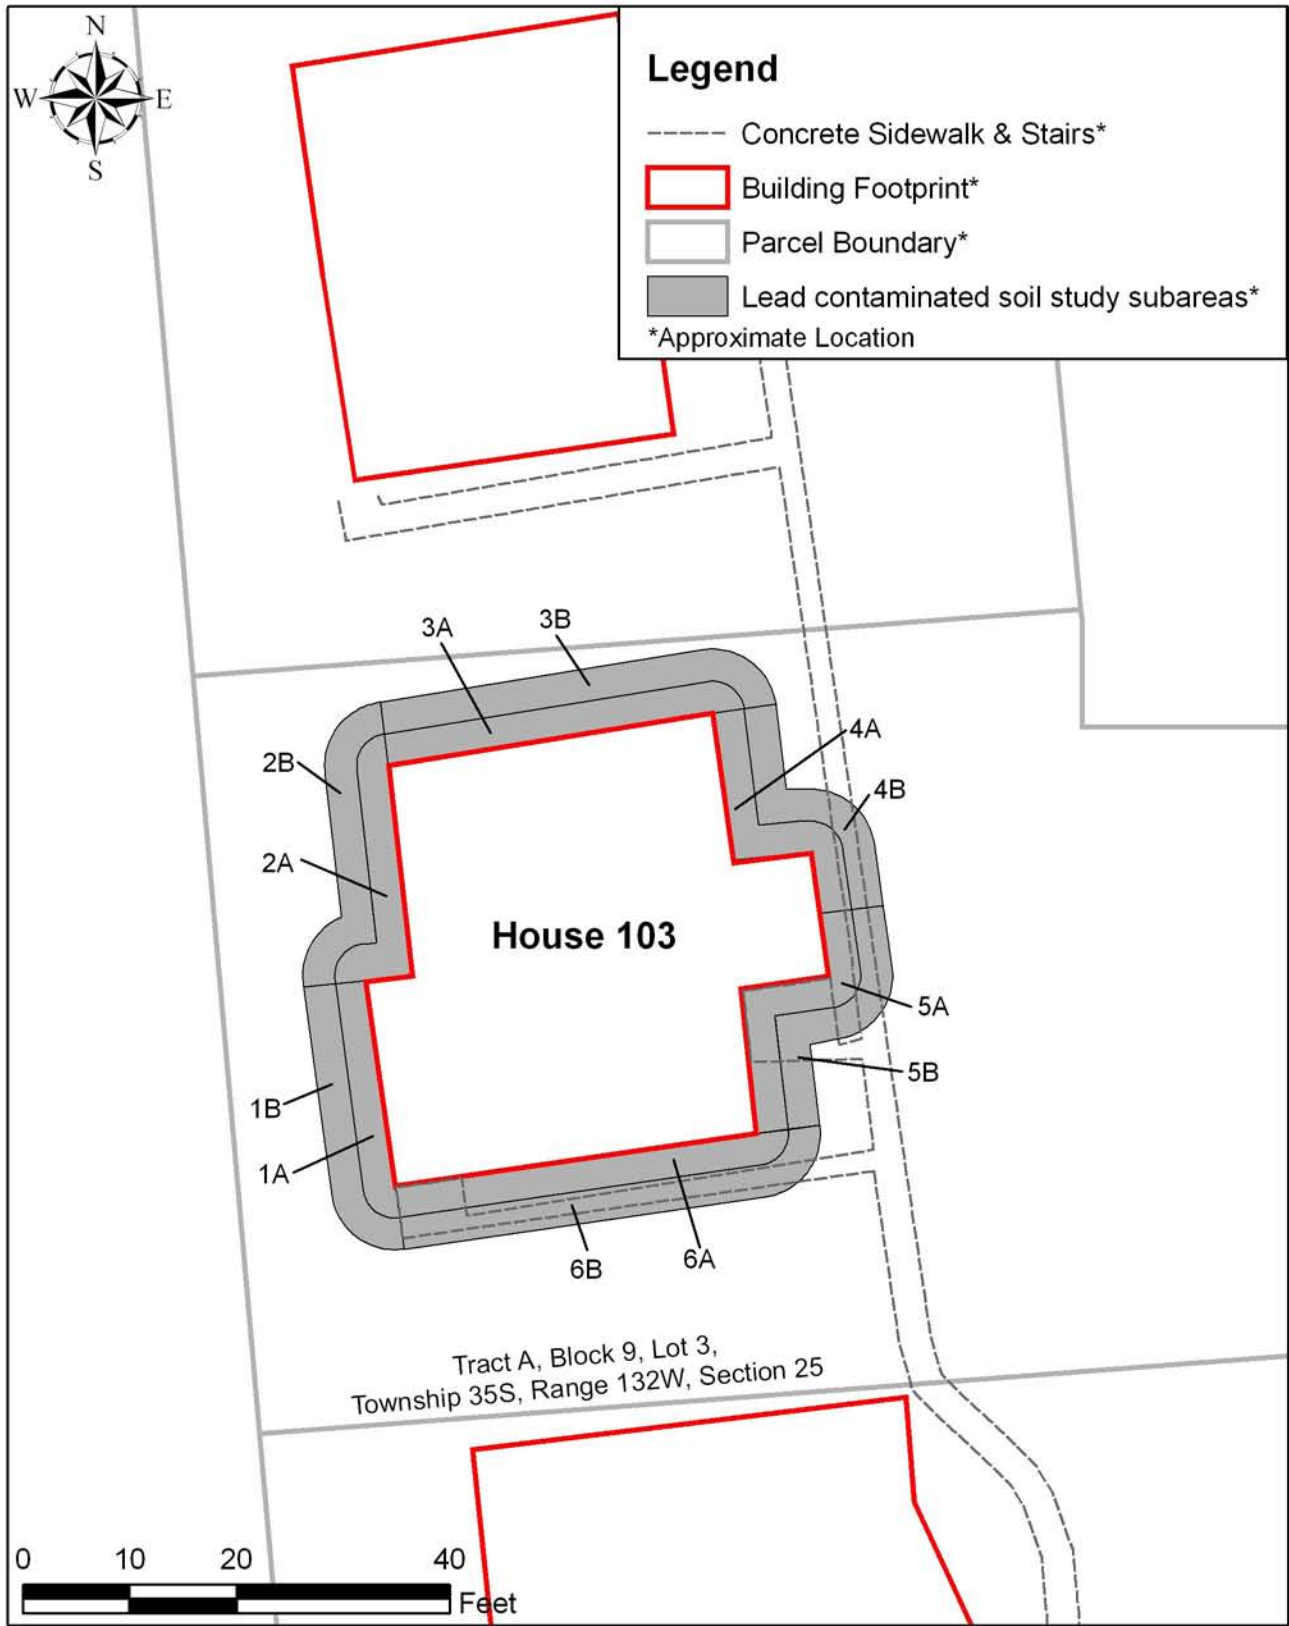 N
W
E
S
Legend
Concrete Sidewalk & Stairs*
Building Footprint*
Parcel Boundary*
Lead contaminated soil study subareas*
*Approximate Location
3A
3B
4A
4B
2B
2A
House 103
5A
5B
1B
1A
6A
6B
Tract A, Block 9, Lot 3,
Township 35S, Range 132W, Section 25
0 10 20 40
Feet